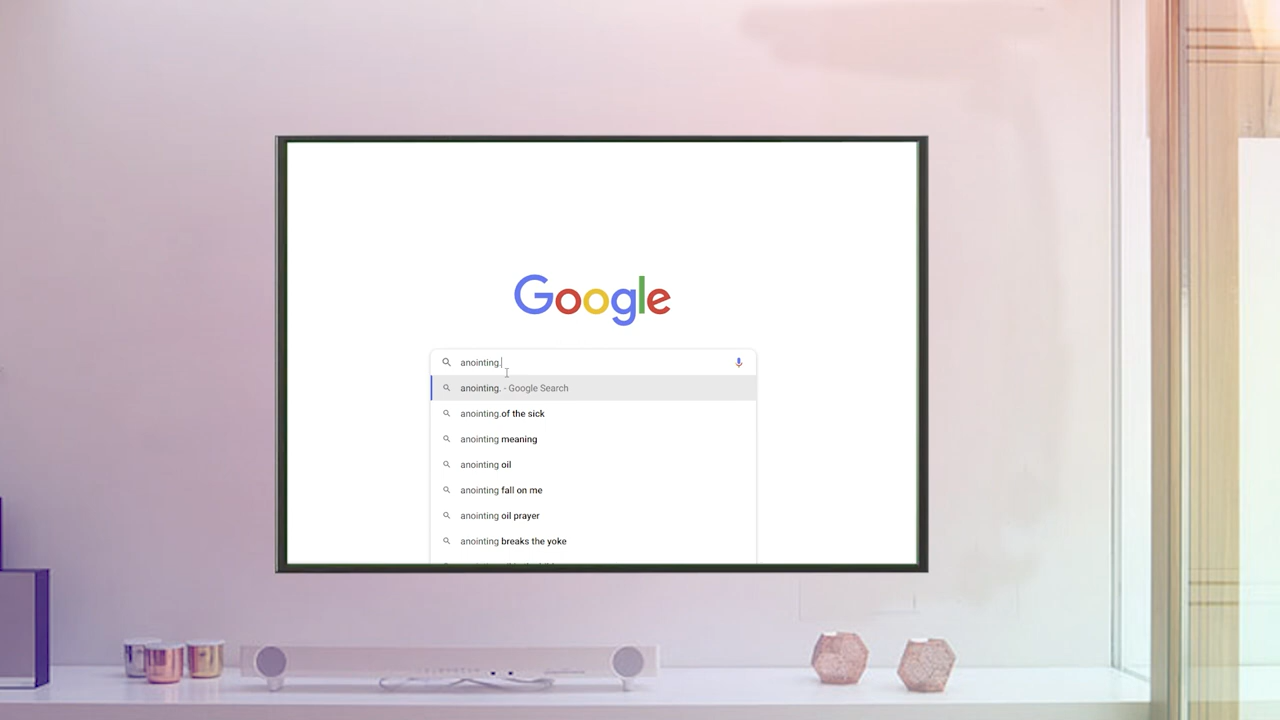 Google
anointing.
anointing. - Google Search
anointing of the sick
anointing meaning
anointing oil
anointing fall on me
anointing oil prayer
anointing breaks the yoke